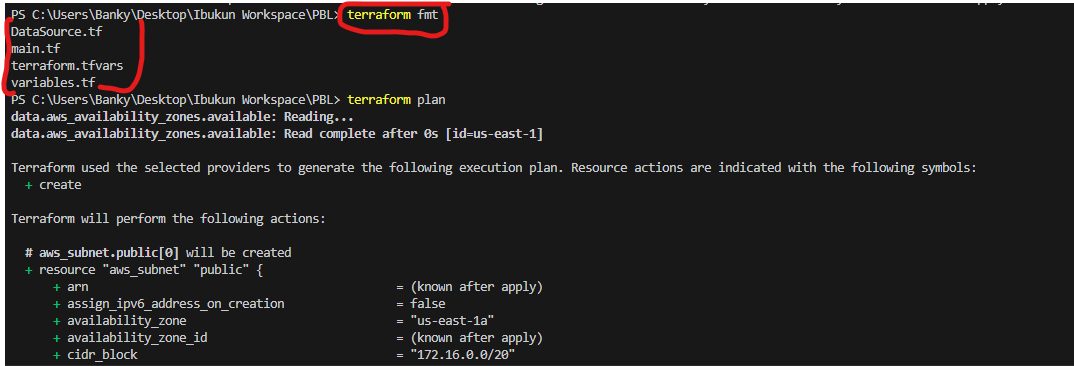 PS C:\Users\Banky\Desktop\Ibukun Workspace\PBL> terraform fmt
DataSource.tf
main.tf
terraform.tfvars
variables.tf
PS C:\Users\Banky\Desktop\Ibukun Workspace\PBL> terraform plan
data.aws_availability_zones.available: Reading...
data.aws_availability_zones.available: Read complete after 0s [id=us-east-1]
Terraform used the selected providers to generate the following execution plan. Resource actions are indicated with the following symbols:
+ create
Terraform will perform the following actions:
# aws_subnet.public[0] will be created
+ resource "aws_subnet" "public" {
+ arn = (known after apply)
+ assign_ipv6_address_on_creation = false
+ availability_zone = "us-east-1a"
+ availability_zone_id = (known after apply)
+ cidr_block = "172.16.0.0/20"